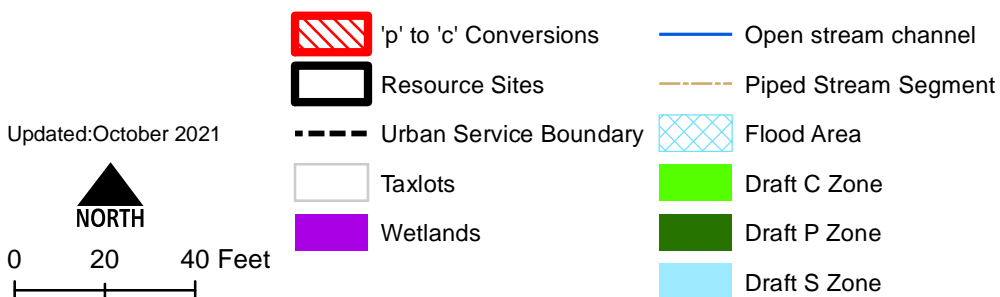 Updated:October 2021
NORTH
0 20 40 Feet
'p' to 'c' Conversions
Resource Sites
Urban Service Boundary
Taxlots
Wetlands
Open stream channel
Piped Stream Segment
Flood Area
Draft C Zone
Draft P Zone
Draft S Zone